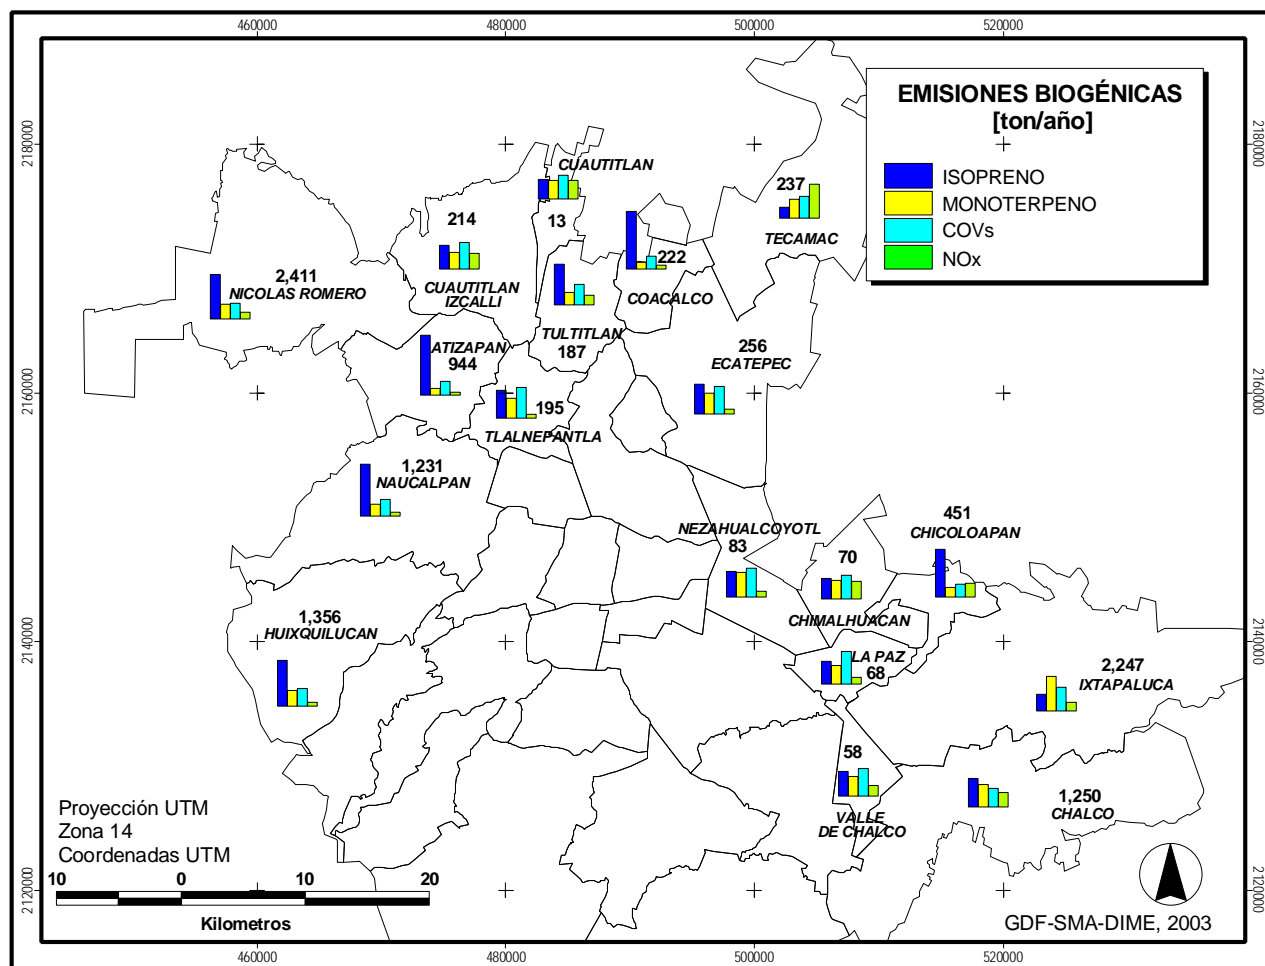 460000
480000
500000
520000
EMISIONES BIOGÉNICAS
[ton/año]
ISOPRENO
MONOTERPENO
COVs
NOx
2180000
2180000
CUAUTITLAN
13
237
TECAMAC
214
CUAUTITLAN
IZCALLI
222
COACALCO
2,411
NICOLAS ROMERO
TULTITLAN
187
ATIZAPAN
944
256
ECATEPEC
2160000
2160000
195
TLALNEPANTLA
1,231
NAUCALPAN
NEZAHUALCOYOTL
83
70
CHIMALHUACAN
451
CHICOLOAPAN
1,356
HUIXQUILUCAN
2140000
2140000
LA PAZ
68
2,247
IXTAPALUCA
58
VALLE
DE CHALCO
1,250
CHALCO
Proyección UTM
Zona 14
Coordenadas UTM
10 0 10 20
Kilometros
2120000
2120000
GDF-SMA-DIME, 2003
460000
480000
500000
520000